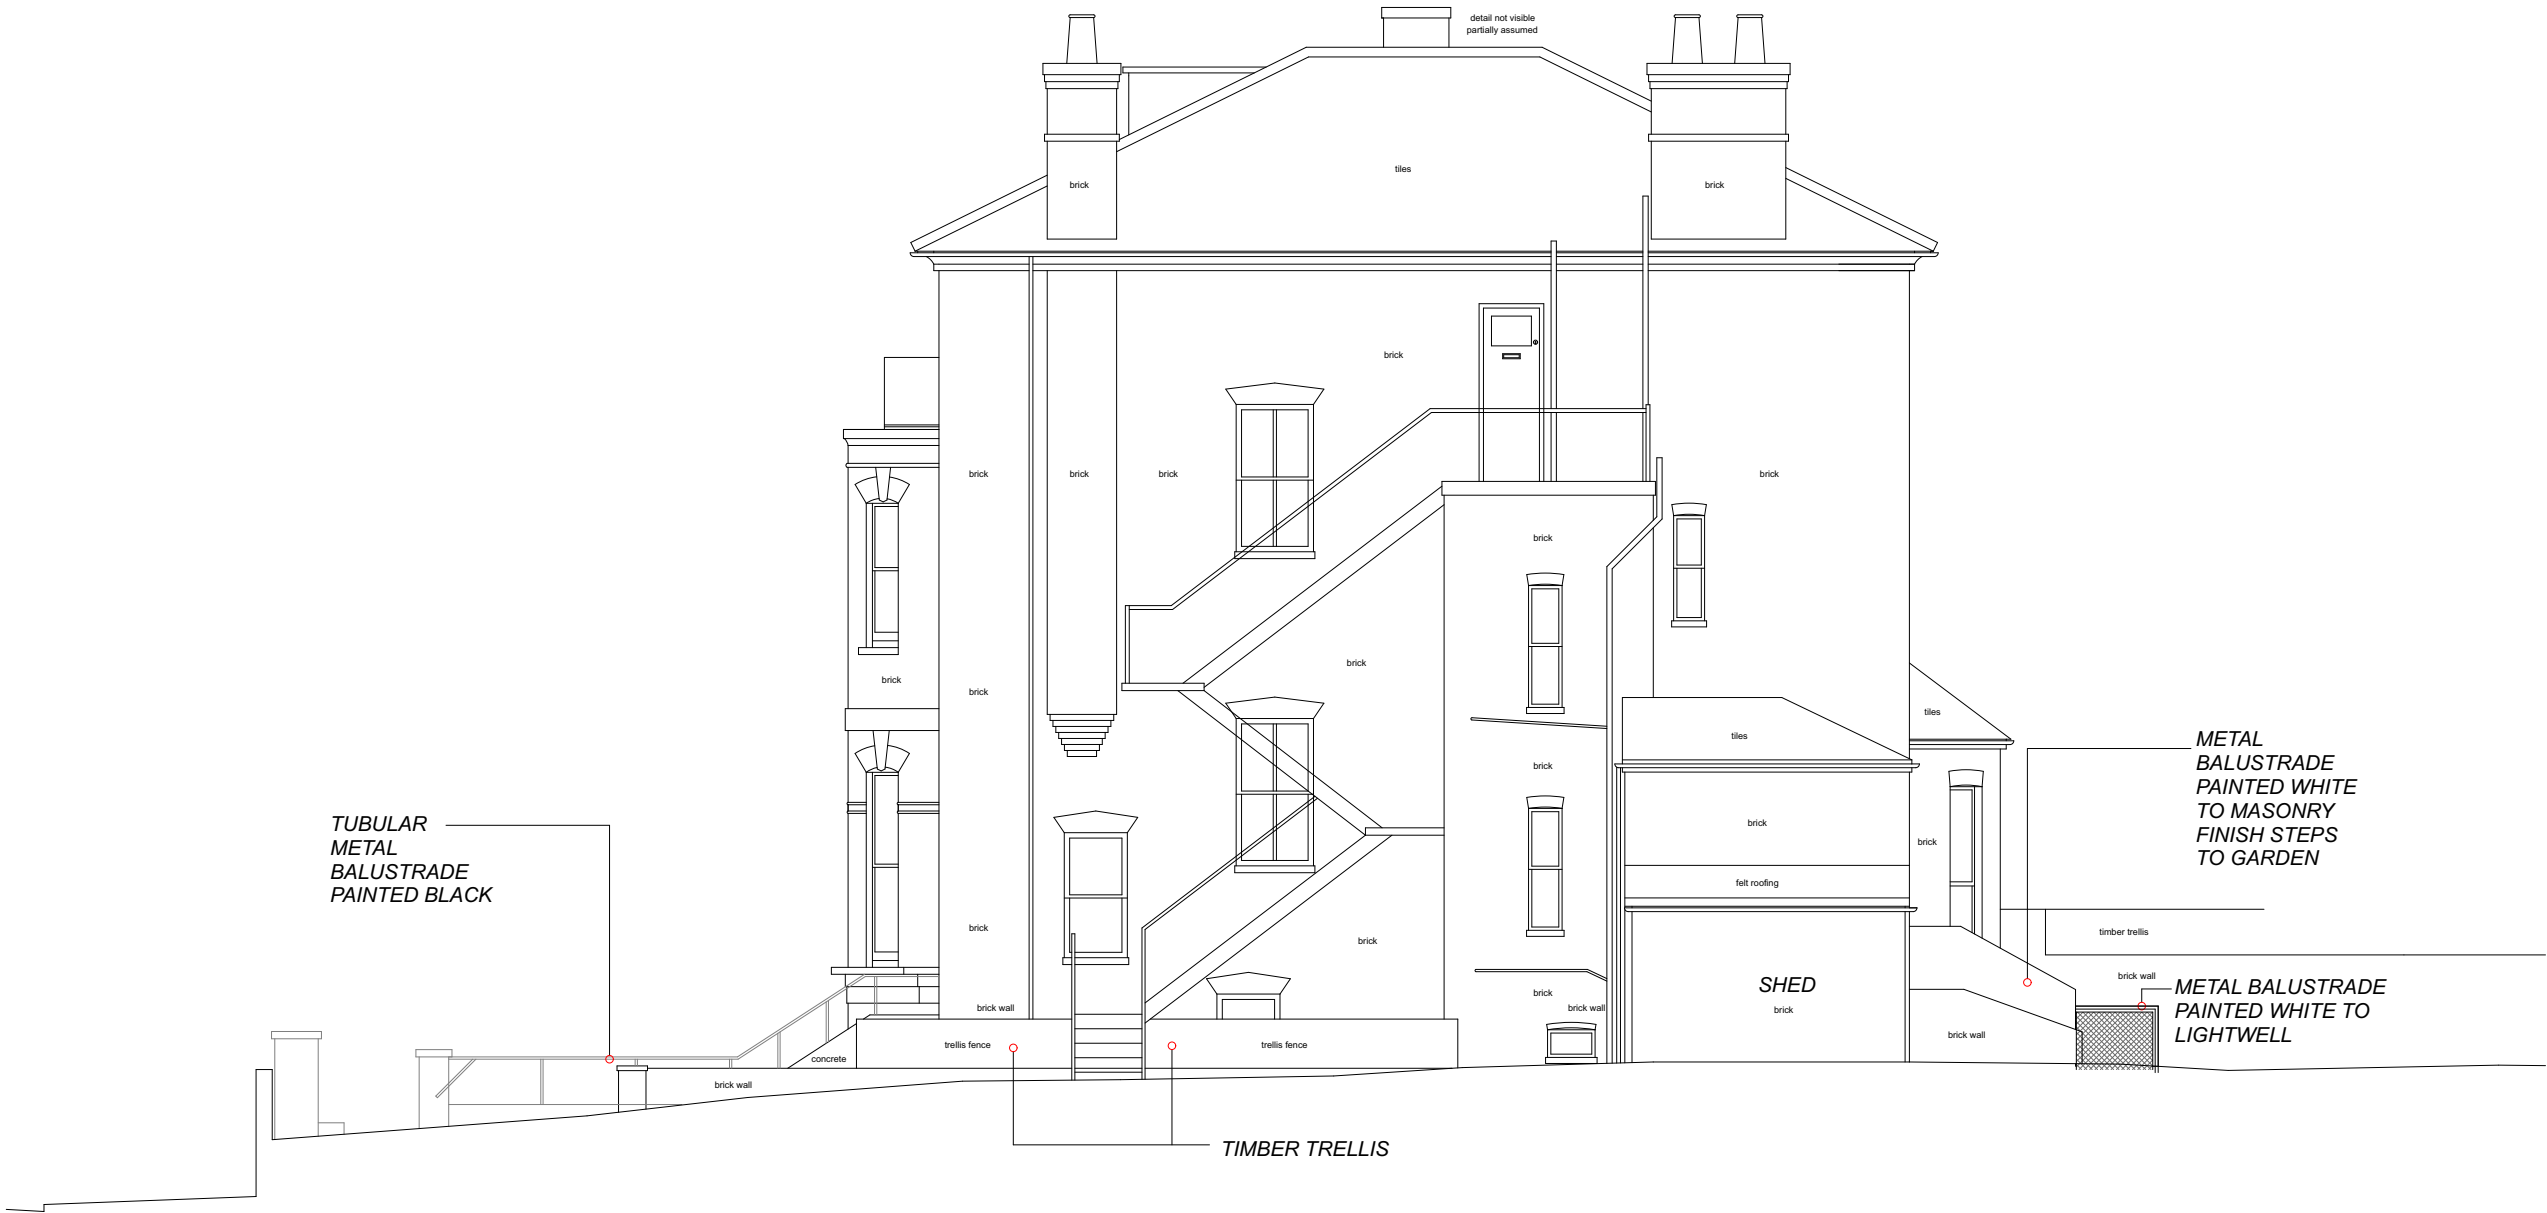 detail not visible
partially assumed
brick
tiles
brick
brick
brick
brick
brick
brick
brick
brick
brick
brick
brick
tiles
tiles
brick
brick
brick
METAL
BALUSTRADE
PAINTED WHITE
TO MASONRY
FINISH STEPS
TO GARDEN
TUBULAR
METAL
BALUSTRADE
PAINTED BLACK
felt roofing
brick
brick
timber trellis
brick wall
SHED
brick
METAL BALUSTRADE
PAINTED WHITE TO
LIGHTWELL
brick
brick wall
brick wall
brick wall
trellis fence
trellis fence
concrete
brick wall
TIMBER TRELLIS